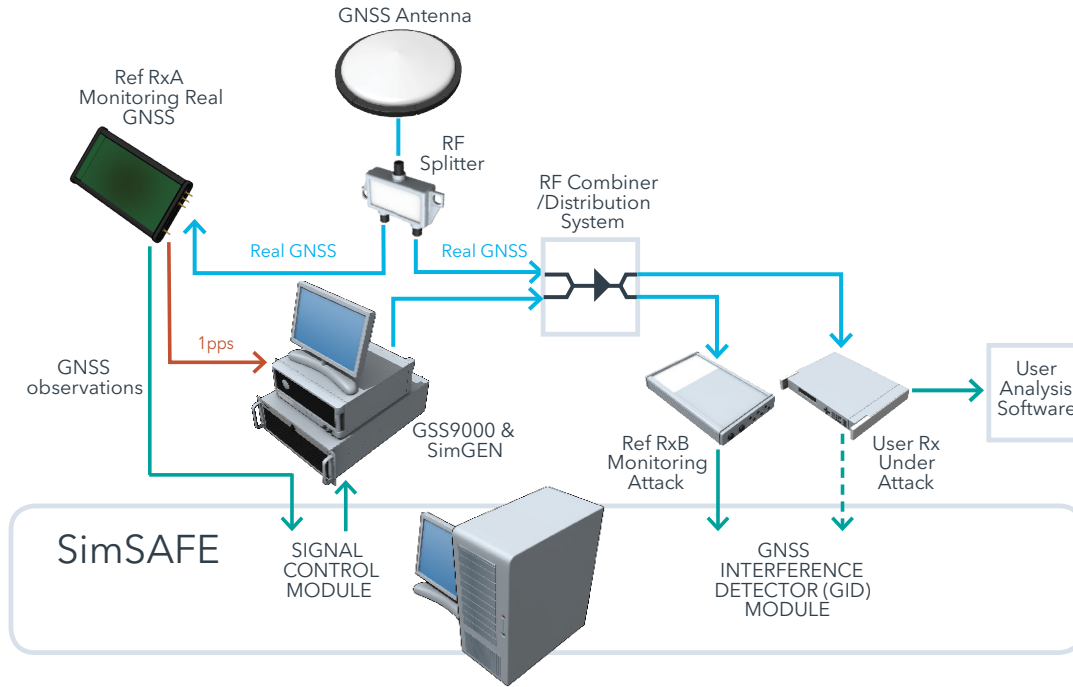 GNSS Antenna
Ref RxA
Monitoring Real
GNSS
RF
Splitter
RF Combiner
/Distribution
System
Real GNSS
Real GNSS
1pps
GNSS
observations
GSS9000 &
SimGEN
Ref RxB
Monitoring
Attack
User Rx
Under
Attack
User
Analysis
Software
SimSAFE
SIGNAL
CONTROL
MODULE
GNSS
INTERFERENCE
DETECTOR (GID)
MODULE